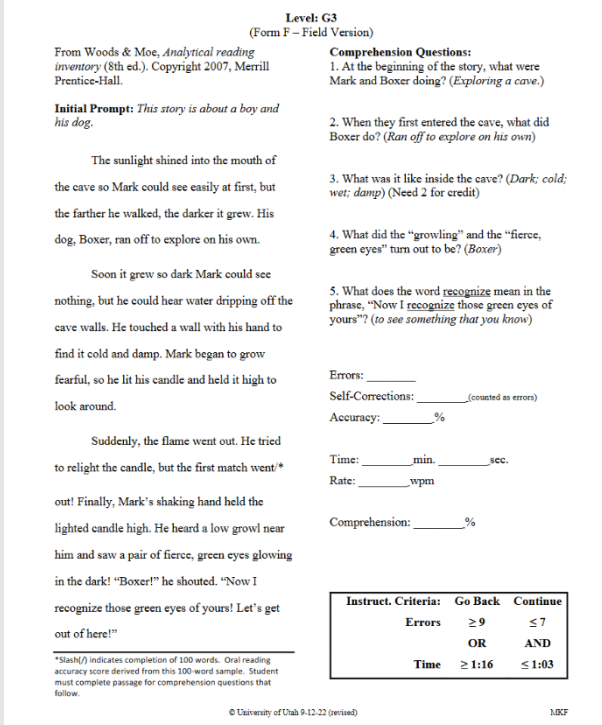 Level: G3
(Form F – Field Version)
From Woods & Moe, Analytical reading
inventory (8th ed.). Copyright 2007, Merrill
Prentice-Hall.
Initial Prompt: This story is about a boy and
his dog.
The sunlight shined into the mouth of
the cave so Mark could see easily at first, but
the farther he walked, the darker it grew. His
dog, Boxer, ran off to explore on his own.
Soon it grew so dark Mark could see
nothing, but he could hear water dripping off the
cave walls. He touched a wall with his hand to
find it cold and damp. Mark began to grow
fearful, so he lit his candle and held it high to
look around.
Suddenly, the flame went out. He tried
to relight the candle, but the first match went/*
out! Finally, Mark's shaking hand held the
lighted candle high. He heard a low growl near
him and saw a pair of fierce, green eyes glowing
in the dark! “Boxer!” he shouted. “Now I
recognize those green eyes of yours! Let's get
out of here!”
*Slash(/) indicates completion of 100 words. Oral reading
accuracy score derived from this 100-word sample. Student
must complete passage for comprehension questions that
follow.
Comprehension Questions:
1. At the beginning of the story, what were
Mark and Boxer doing? (Exploring a cave.)
2. When they first entered the cave, what did
Boxer do? (Ran off to explore on his own)
3. What was it like inside the cave? (Dark; cold;
wet; damp) (Need 2 for credit)
4. What did the “growling” and the “fierce,
green eyes” turn out to be? (Boxer)
5. What does the word recognize mean in the
phrase, “Now I recognize those green eyes of
yours”? (to see something that you know)
Errors: ________
Self-Corrections: ________(counted as errors)
Accuracy: ________%
Time: ________min. ________sec.
Rate: ________wpm
Comprehension: ________%
Instruct. Criteria: Go Back Continue
Errors ≥9 ≤7
OR AND
Time ≥1:16 ≤1:03
© University of Utah 9-12-22 (revised) MKF